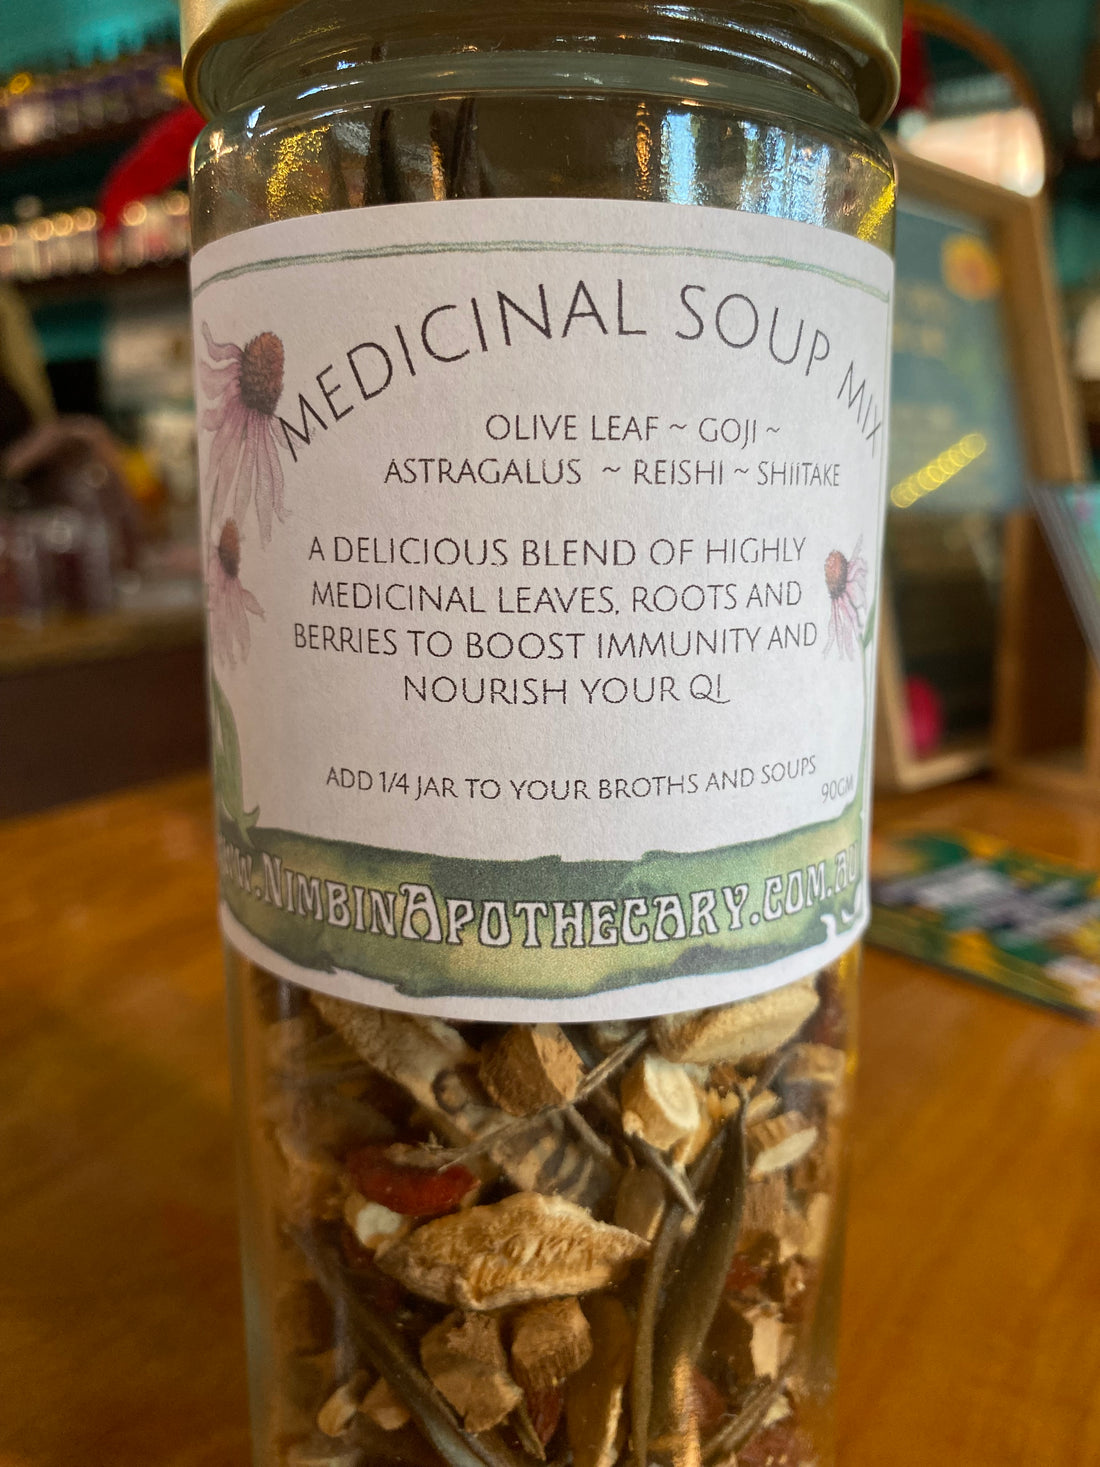 MEDICINAL SOUP MIX
OLIVE LEAF ~ GOJI ~
ASTRAGALUS ~ REISHI ~ SHIITAKE
A DELICIOUS BLEND OF HIGHLY
MEDICINAL LEAVES, ROOTS AND
BERRIES TO BOOST IMMUNITY AND
NOURISH YOUR QI
ADD 1/4 JAR TO YOUR BROTHS AND SOUPS
90GM
WWW.NIMBINAPOTHECARY.COM.AU